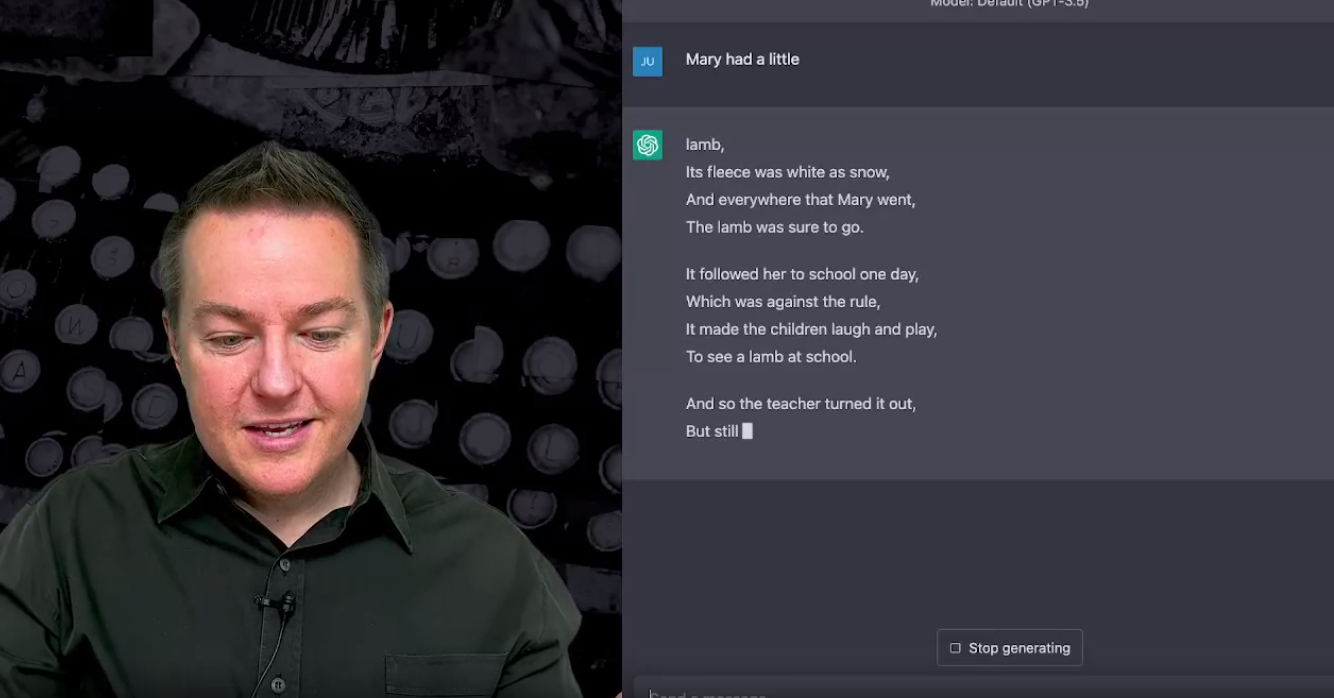 Model: Default (GPT-3.5)
JU
Mary had a little
lamb,
Its fleece was white as snow,
And everywhere that Mary went,
The lamb was sure to go.
It followed her to school one day,
Which was against the rule,
It made the children laugh and play,
To see a lamb at school.
And so the teacher turned it out,
But still
Stop generating
Send a message